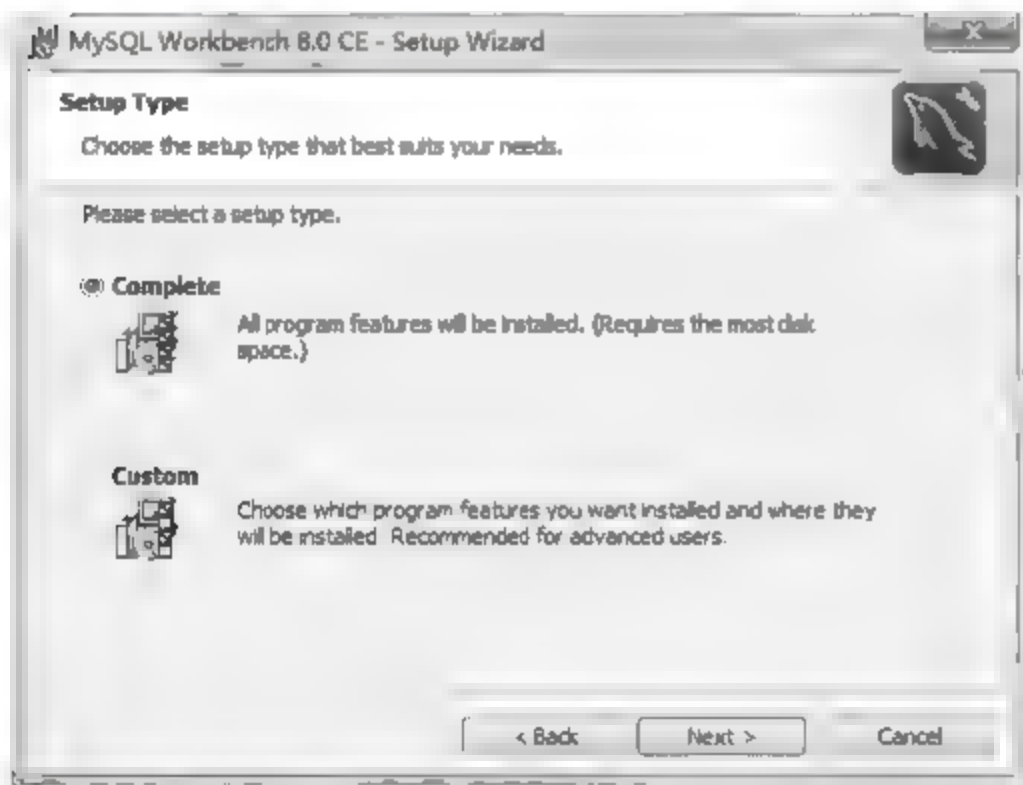 MySQL Workbench 8.0 CE - Setup Wizard
Setup Type
Choose the setup type that best suits your needs.
Please select a setup type.
Complete
All program features will be installed. (Requires the most disk
space.)
Custom
Choose which program features you want installed and where they
will be installed. Recommended for advanced users.
< Back
Next >
Cancel